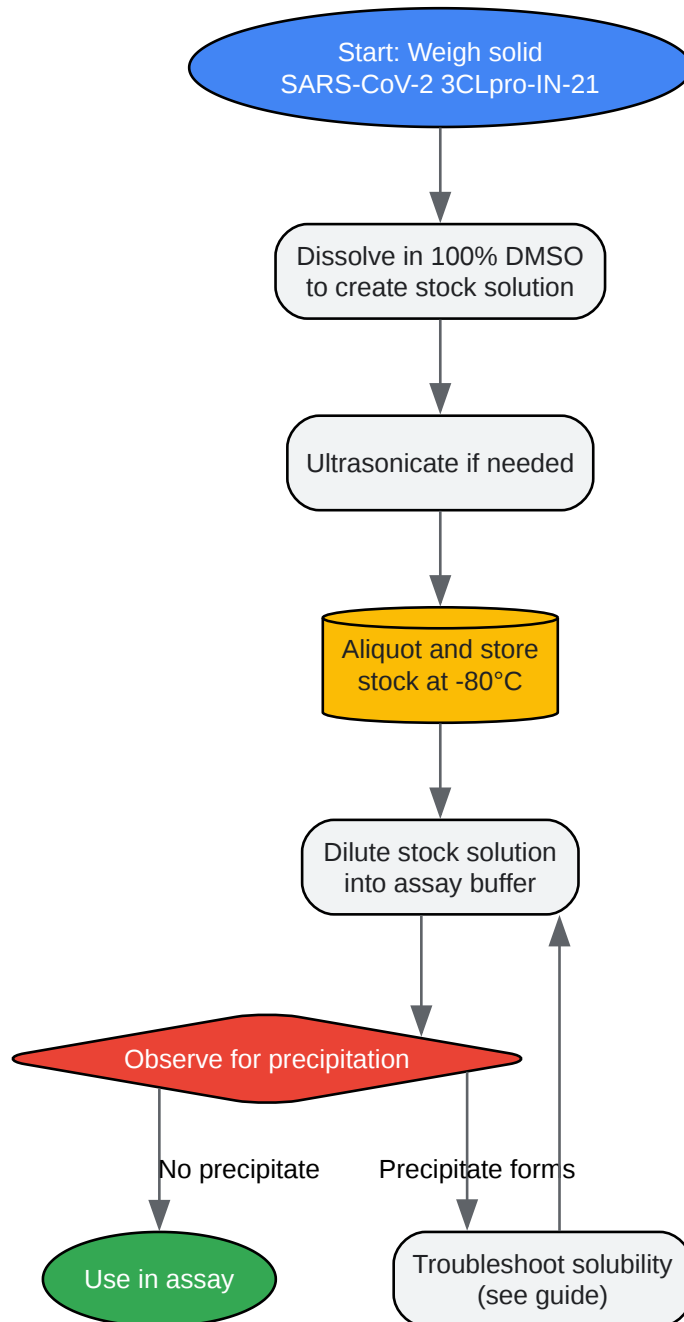 Start: Weigh solid
SARS-CoV-2 3CLpro-IN-21
Dissolve in 100% DMSO
to create stock solution
Ultrasonicate if needed
Aliquot and store
stock at -80°C
Dilute stock solution
into assay buffer
Observe for precipitation
No precipitate
Precipitate forms
Use in assay
Troubleshoot solubility
(see guide)